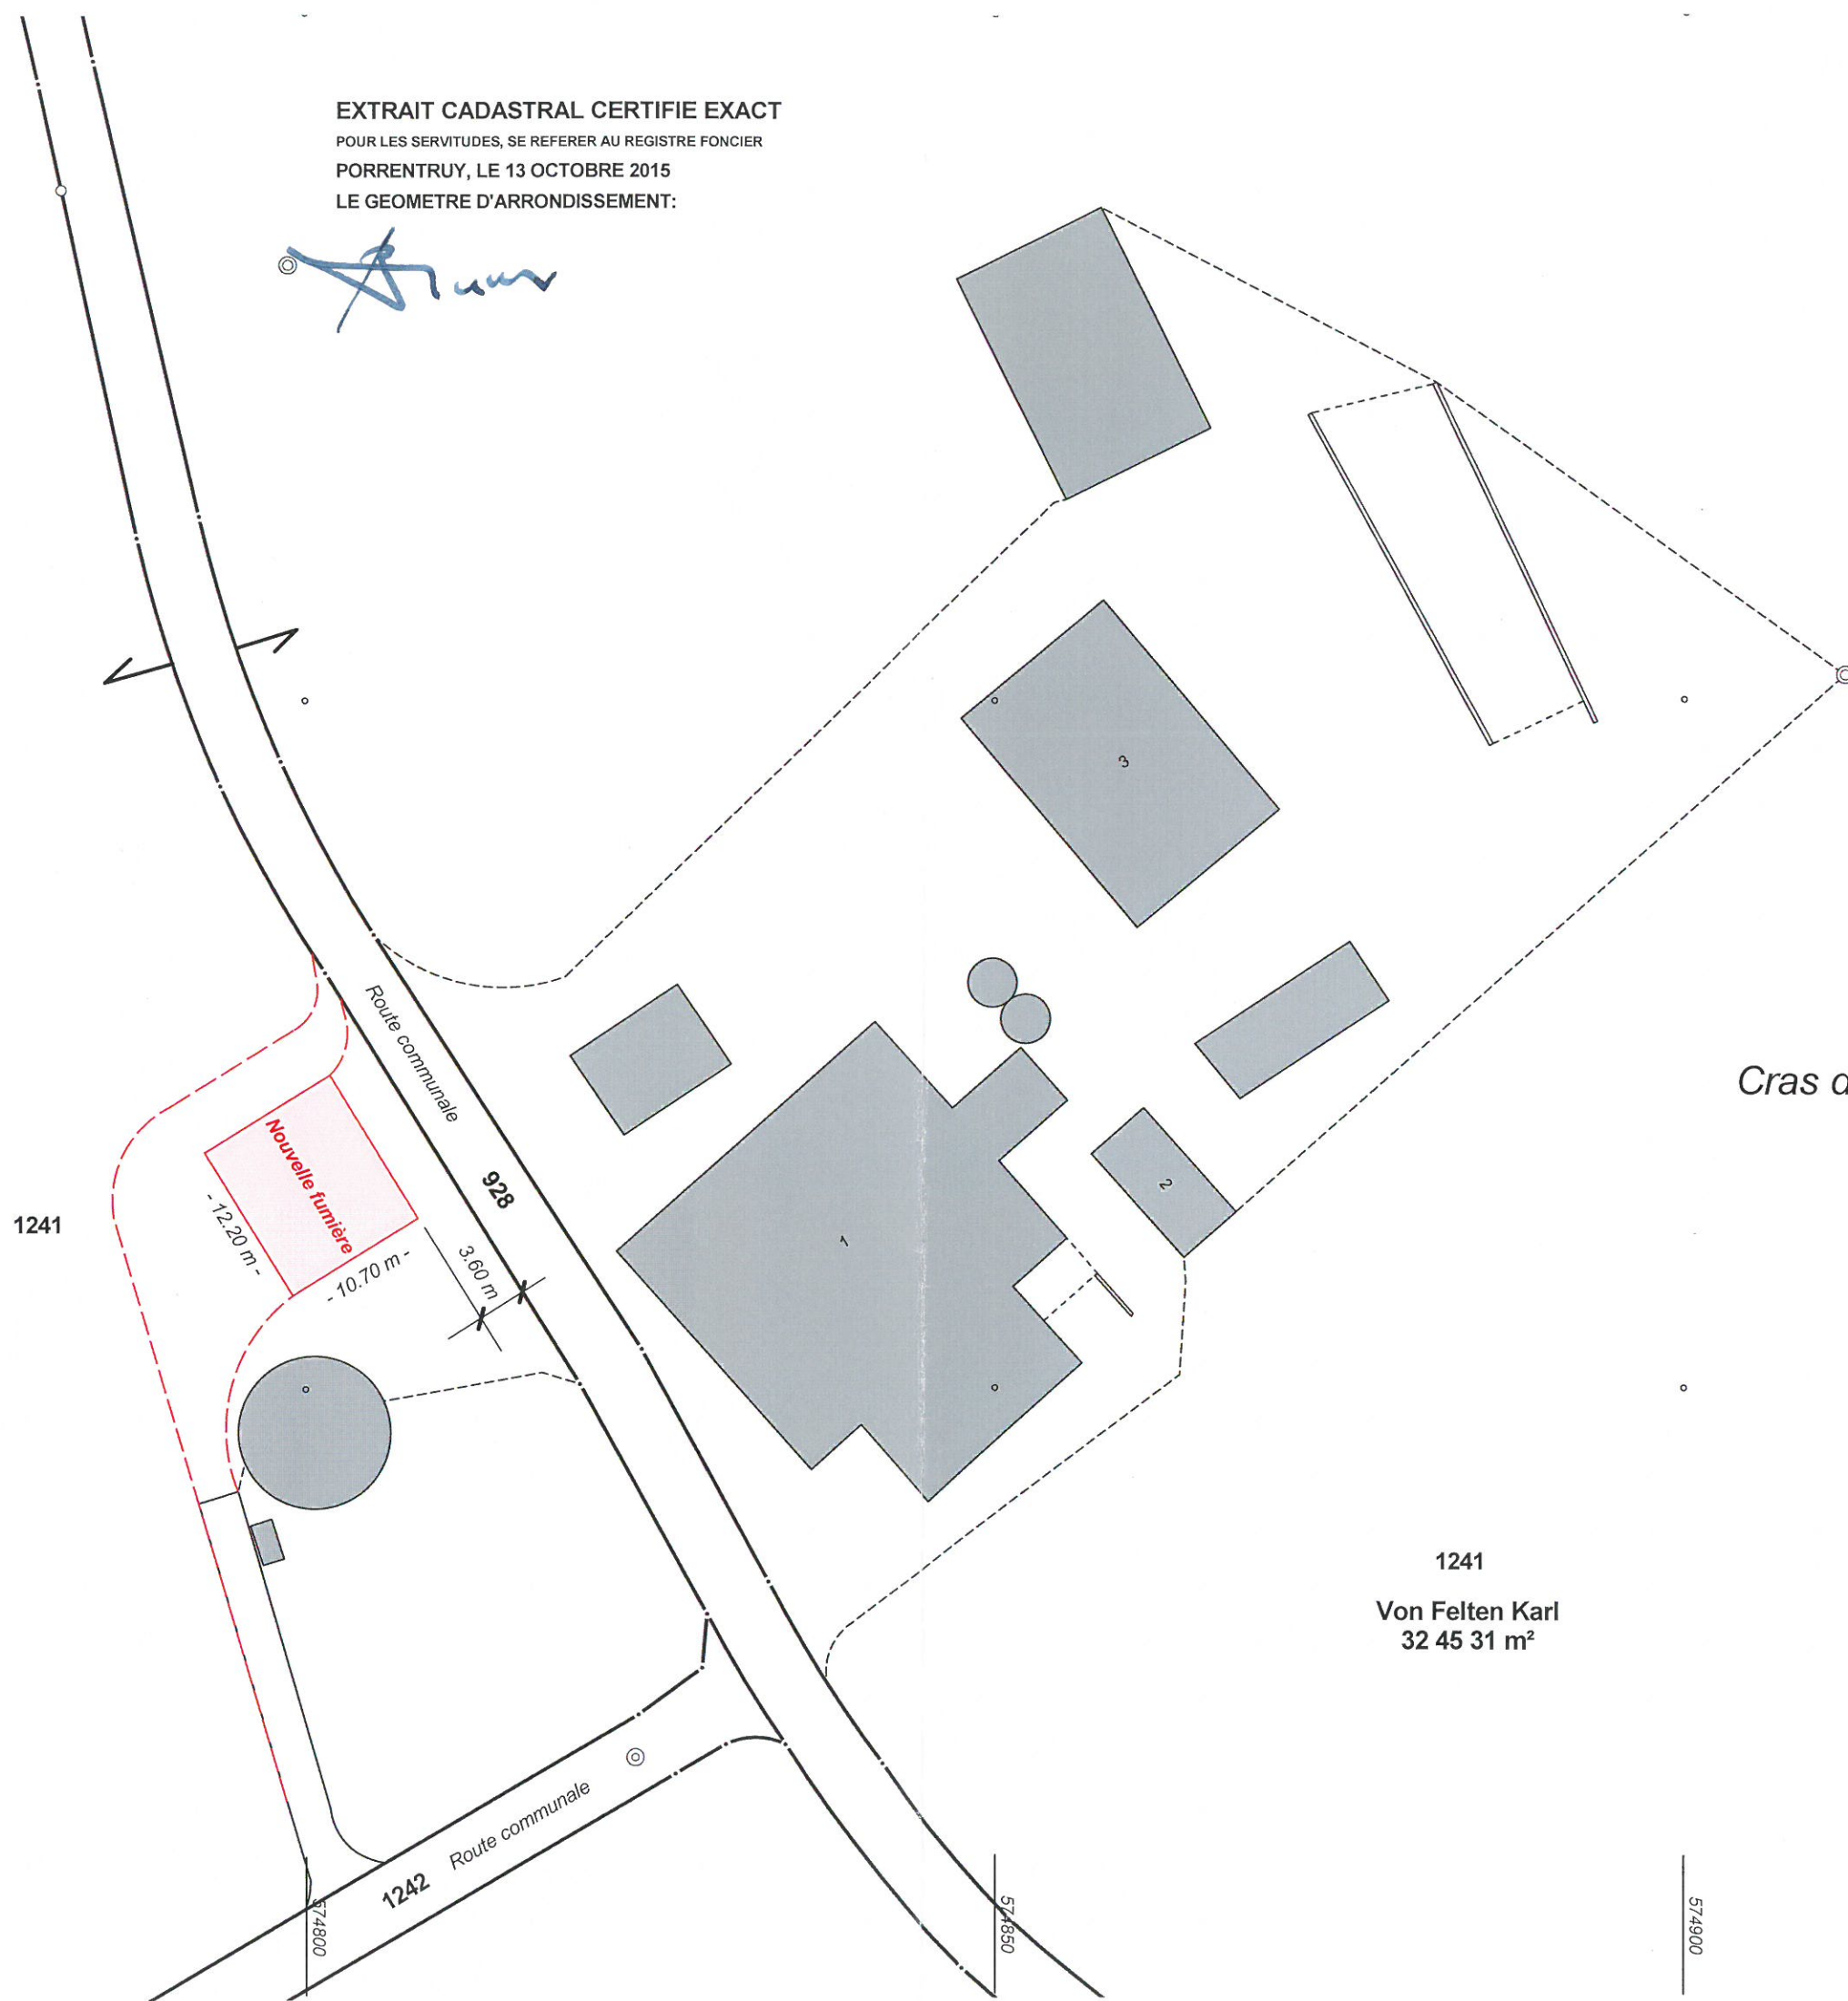 EXTRAIT CADASTRAL CERTIFIE EXACT
POUR LES SERVITUDES, SE REFERER AU REGISTRE FONCIER
PORRENTRUY, LE 13 OCTOBRE 2015
LE GEOMETRE D'ARRONDISSEMENT:
3
Route communale
928
Cras d
Nouvelle fumière
- 12.20 m -
- 10.70 m -
3.60 m
1241
1
2
1241
Von Felten Karl
32 45 31 m²
Route communale
1242
574800
574850
574900